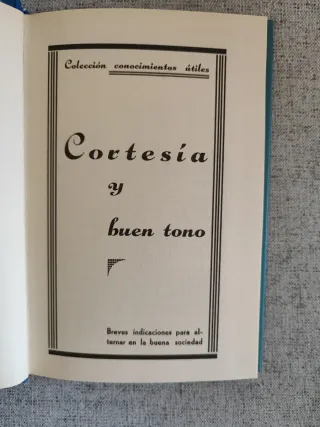 Colección conocimientos útiles
Cortesía
y
buen tono
Breves indicaciones para al-
ternar en la buena sociedad